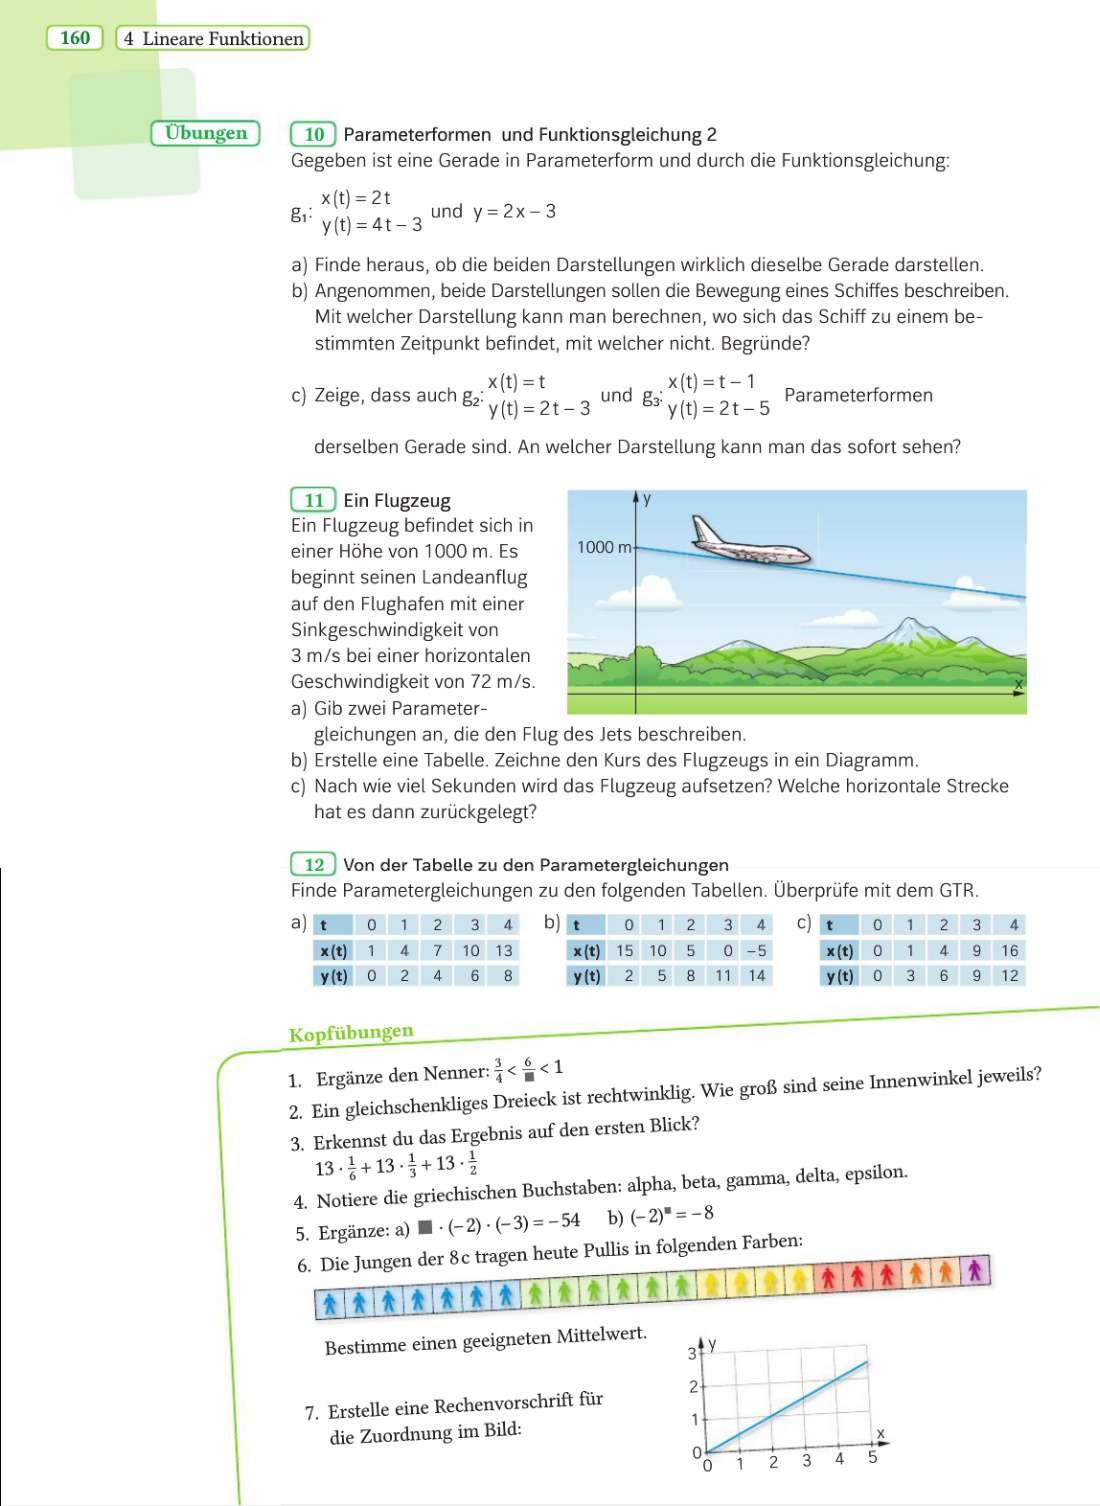 160 4 Lineare Funktionen
Übungen
10 Parameterformen und Funktionsgleichung 2
Gegeben ist eine Gerade in Parameterform und durch die Funktionsgleichung:
g₁: x(t) = 2t
y(t) = 4t – 3 und y = 2x – 3
a) Finde heraus, ob die beiden Darstellungen wirklich dieselbe Gerade darstellen.
b) Angenommen, beide Darstellungen sollen die Bewegung eines Schiffes beschreiben.
Mit welcher Darstellung kann man berechnen, wo sich das Schiff zu einem be-
stimmten Zeitpunkt befindet, mit welcher nicht. Begründe?
c) Zeige, dass auch g₂: x(t) = t
y(t) = 2t – 3 und g₃: x(t) = t – 1
y(t) = 2t – 5 Parameterformen
derselben Gerade sind. An welcher Darstellung kann man das sofort sehen?
11 Ein Flugzeug
Ein Flugzeug befindet sich in
einer Höhe von 1000 m. Es
beginnt seinen Landeanflug
auf den Flughafen mit einer
Sinkgeschwindigkeit von
3 m/s bei einer horizontalen
Geschwindigkeit von 72 m/s.
a) Gib zwei Parameter-
gleichungen an, die den Flug des Jets beschreiben.
y
1000 m
x
b) Erstelle eine Tabelle. Zeichne den Kurs des Flugzeugs in ein Diagramm.
c) Nach wie viel Sekunden wird das Flugzeug aufsetzen? Welche horizontale Strecke
hat es dann zurückgelegt?
12 Von der Tabelle zu den Parametergleichungen
Finde Parametergleichungen zu den folgenden Tabellen. Überprüfe mit dem GTR.
a) t 0 1 2 3 4
x(t) 1 4 7 10 13
y(t) 0 2 4 6 8
b) t 0 1 2 3 4
x(t) 15 10 5 0 –5
y(t) 2 5 8 11 14
c) t 0 1 2 3 4
x(t) 0 1 4 9 16
y(t) 0 3 6 9 12
Kopfübungen
1. Ergänze den Nenner: 3/4 < 6/■ < 1
2. Ein gleichschenkliges Dreieck ist rechtwinklig. Wie groß sind seine Innenwinkel jeweils?
3. Erkennst du das Ergebnis auf den ersten Blick?
13 · 1/6 + 13 · 1/3 + 13 · 1/2
4. Notiere die griechischen Buchstaben: alpha, beta, gamma, delta, epsilon.
5. Ergänze: a) ■ · (–2) · (–3) = –54 b) (–2)^■ = –8
6. Die Jungen der 8c tragen heute Pullis in folgenden Farben:
Bestimme einen geeigneten Mittelwert.
7. Erstelle eine Rechenvorschrift für
die Zuordnung im Bild:
3 y
2
1
0 x
0 1 2 3 4 5